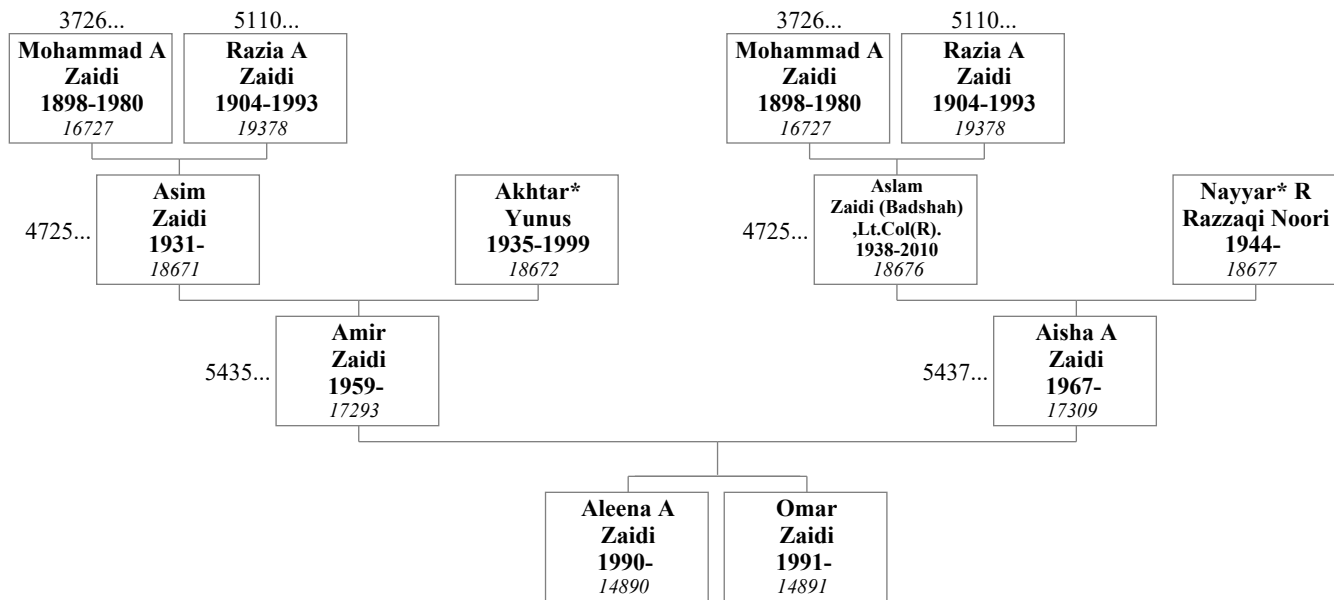 3726...
5110...
3726...
5110...
Mohammad A
Zaidi
1898-1980
16727
Razia A
Zaidi
1904-1993
19378
Mohammad A
Zaidi
1898-1980
16727
Razia A
Zaidi
1904-1993
19378
4725...
Asim
Zaidi
1931-
18671
Akhtar*
Yunus
1935-1999
18672
4725...
Aslam
Zaidi (Badshah)
,Lt.Col(R).
1938-2010
18676
Nayyar* R
Razzaqi Noori
1944-
18677
5435...
Amir
Zaidi
1959-
17293
5437...
Aisha A
Zaidi
1967-
17309
Aleena A
Zaidi
1990-
14890
Omar
Zaidi
1991-
14891